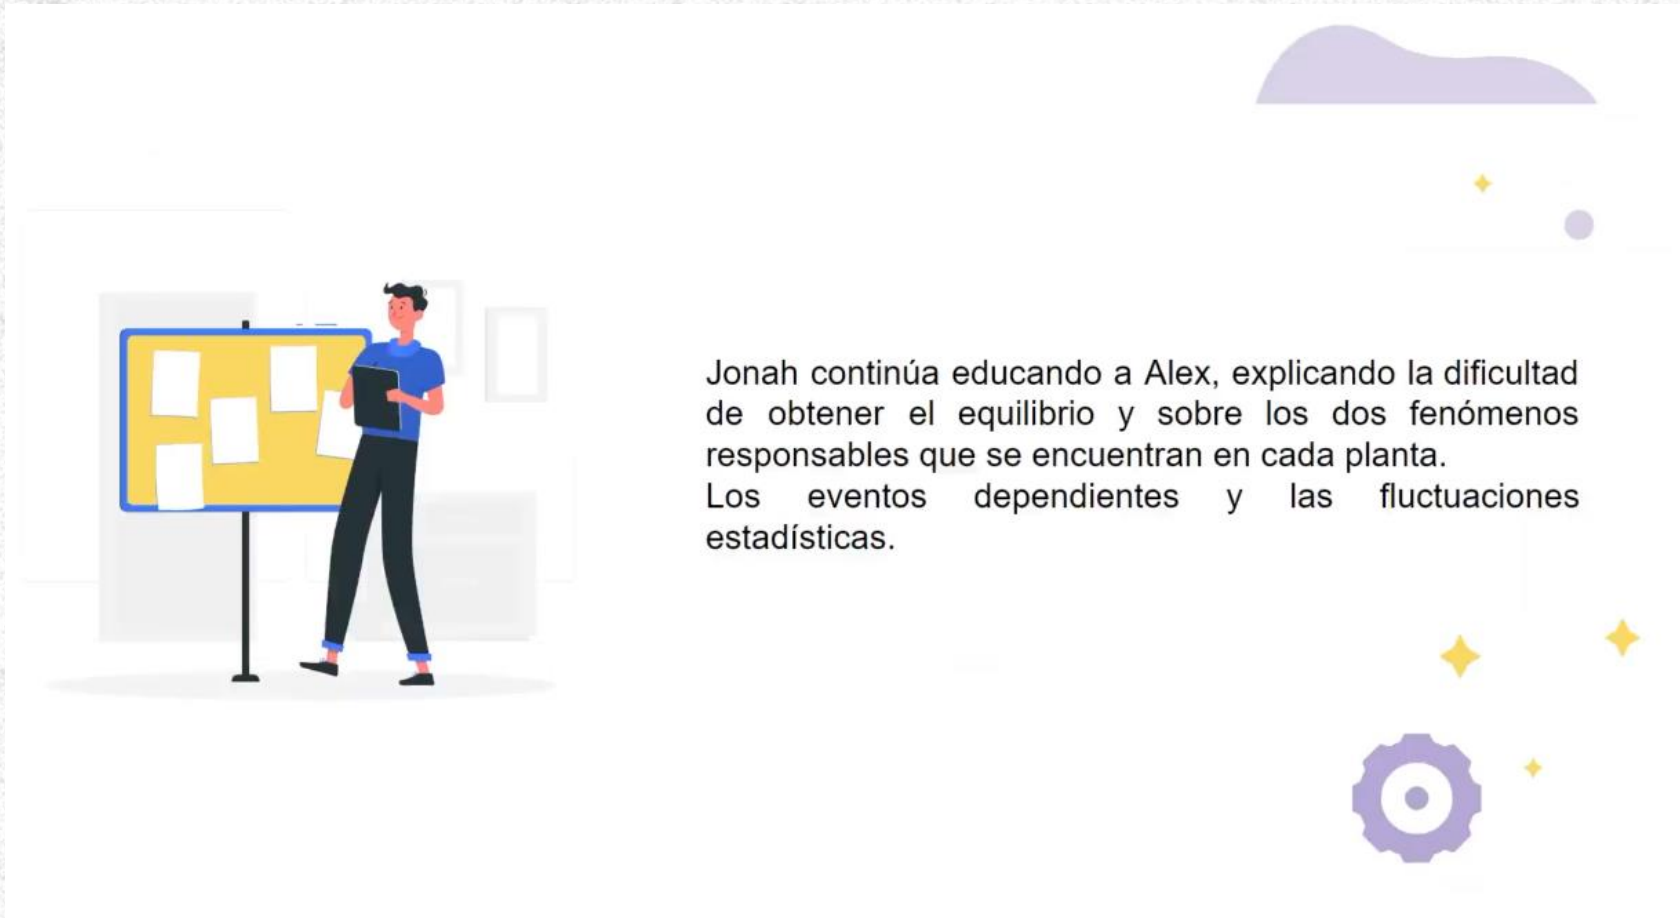 Jonah continúa educando a Alex, explicando la dificultad
de obtener el equilibrio y sobre los dos fenómenos
responsables que se encuentran en cada planta.
Los eventos dependientes y las fluctuaciones
estadísticas.